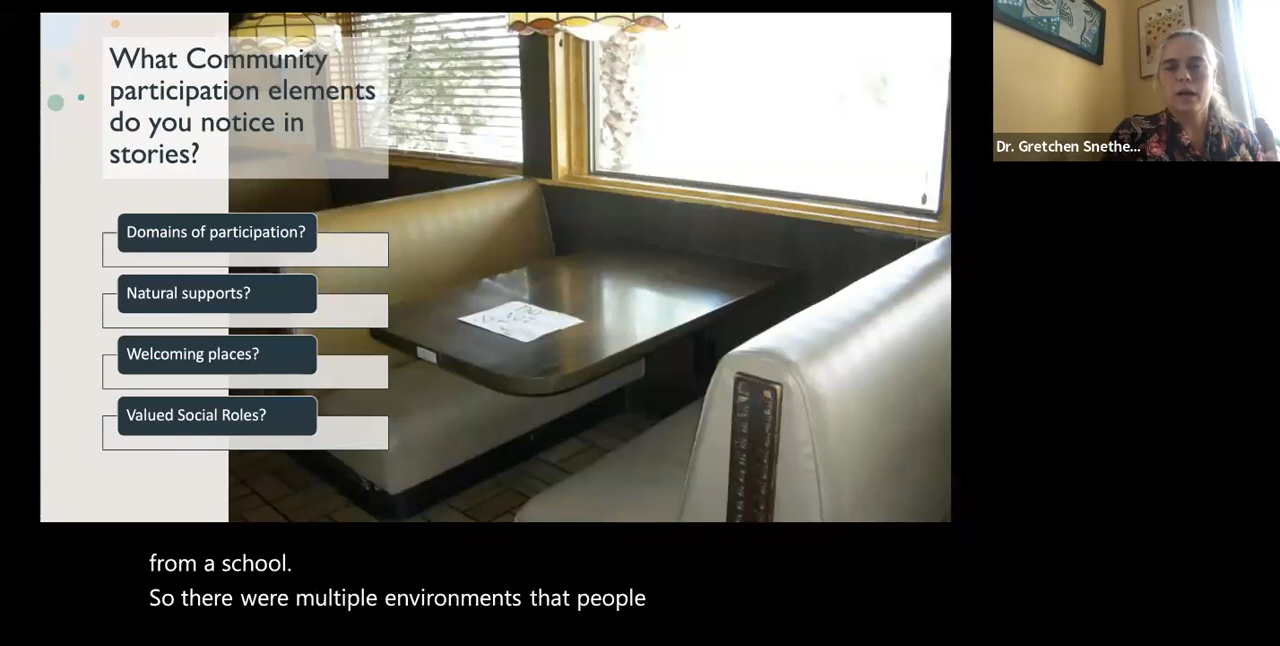 What Community
participation elements
do you notice in
stories?
Domains of participation?
Natural supports?
Welcoming places?
Valued Social Roles?
Dr. Gretchen Snethe...
from a school.
So there were multiple environments that people